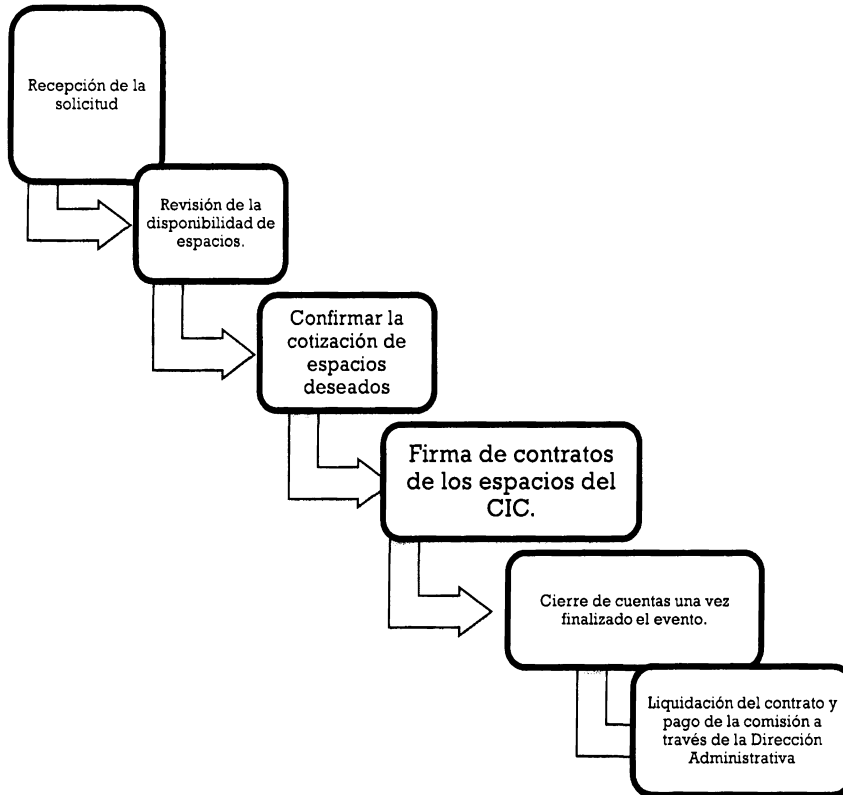 Recepción de la
solicitud
Revisión de la
disponibilidad de
espacios.
Confirmar la
cotización de
espacios
deseados
Firma de contratos
de los espacios del
CIC.
Cierre de cuentas una vez
finalizado el evento.
Liquidación del contrato y
pago de la comisión a
través de la Dirección
Administrativa